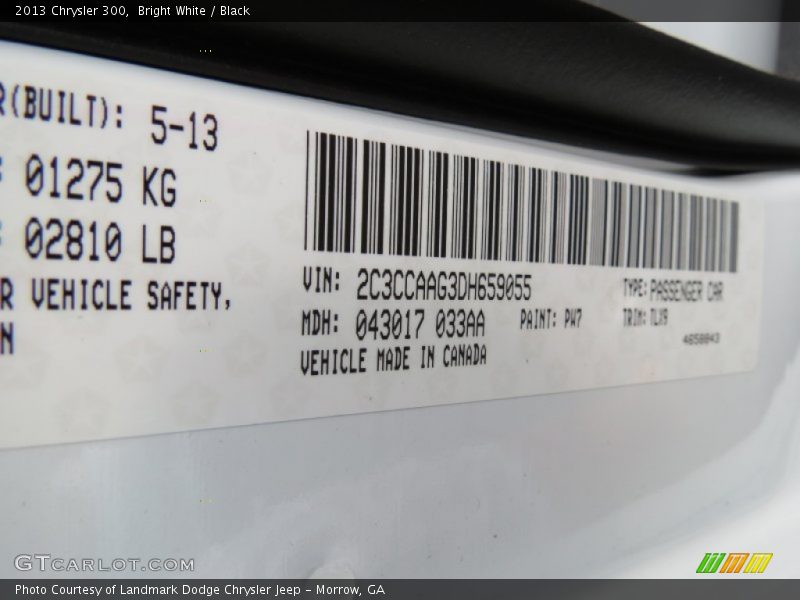 2013 Chrysler 300, Bright White / Black
R(BUILT): 5-13
: 01275 KG
: 02810 LB
R VEHICLE SAFETY,
N
VIN: 2C3CCAAG3DH659055 TYPE: PASSENGER CAR
MDH: 043017 033AA PAINT: PW7 TRIM: TLX9
VEHICLE MADE IN CANADA 4658043
GTCARLOT.COM
Photo Courtesy of Landmark Dodge Chrysler Jeep - Morrow, GA